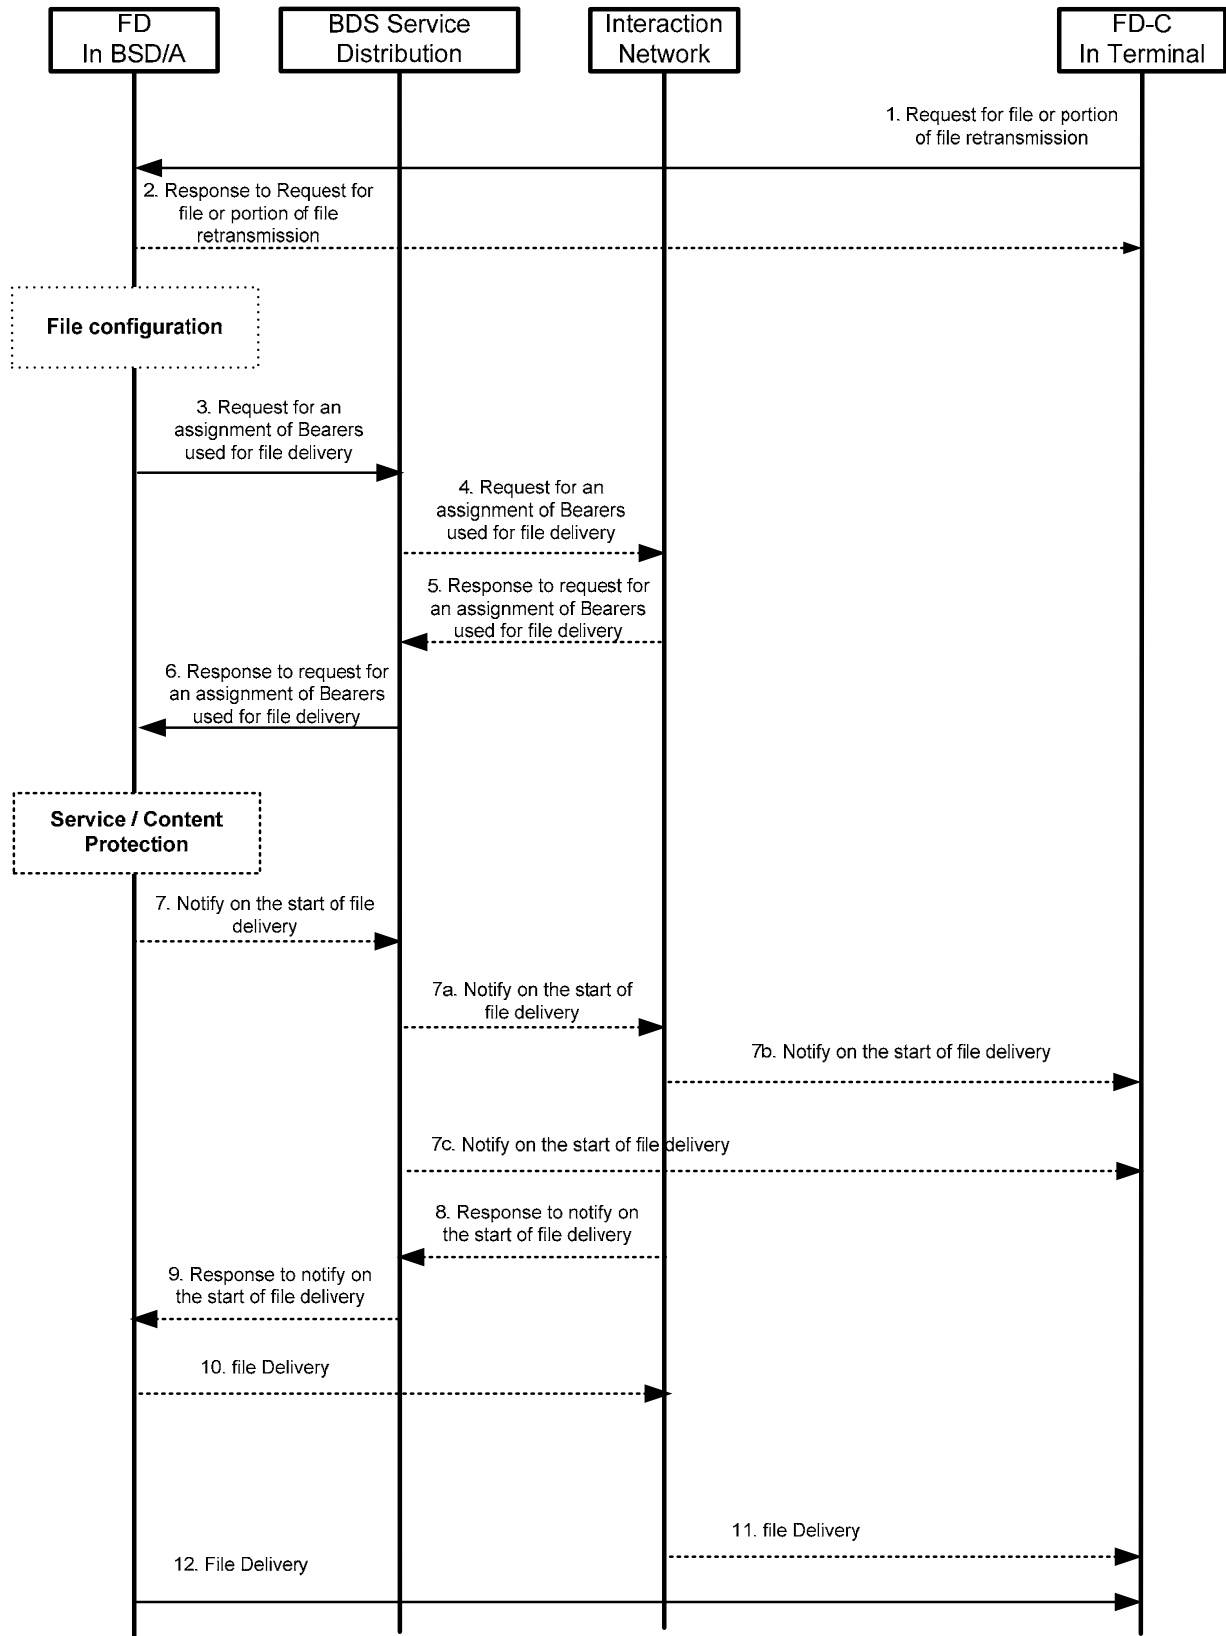 FD
In BSD/A
BDS Service
Distribution
Interaction
Network
FD-C
In Terminal
1. Request for file or portion
of file retransmission
2. Response to Request for
file or portion of file
retransmission
File configuration
3. Request for an
assignment of Bearers
used for file delivery
4. Request for an
assignment of Bearers
used for file delivery
5. Response to request for
an assignment of Bearers
used for file delivery
6. Response to request for
an assignment of Bearers
used for file delivery
Service / Content
Protection
7. Notify on the start of file
delivery
7a. Notify on the start of
file delivery
7b. Notify on the start of file delivery
7c. Notify on the start of file delivery
8. Response to notify on
the start of file delivery
9. Response to notify on
the start of file delivery
10. file Delivery
11. file Delivery
12. File Delivery